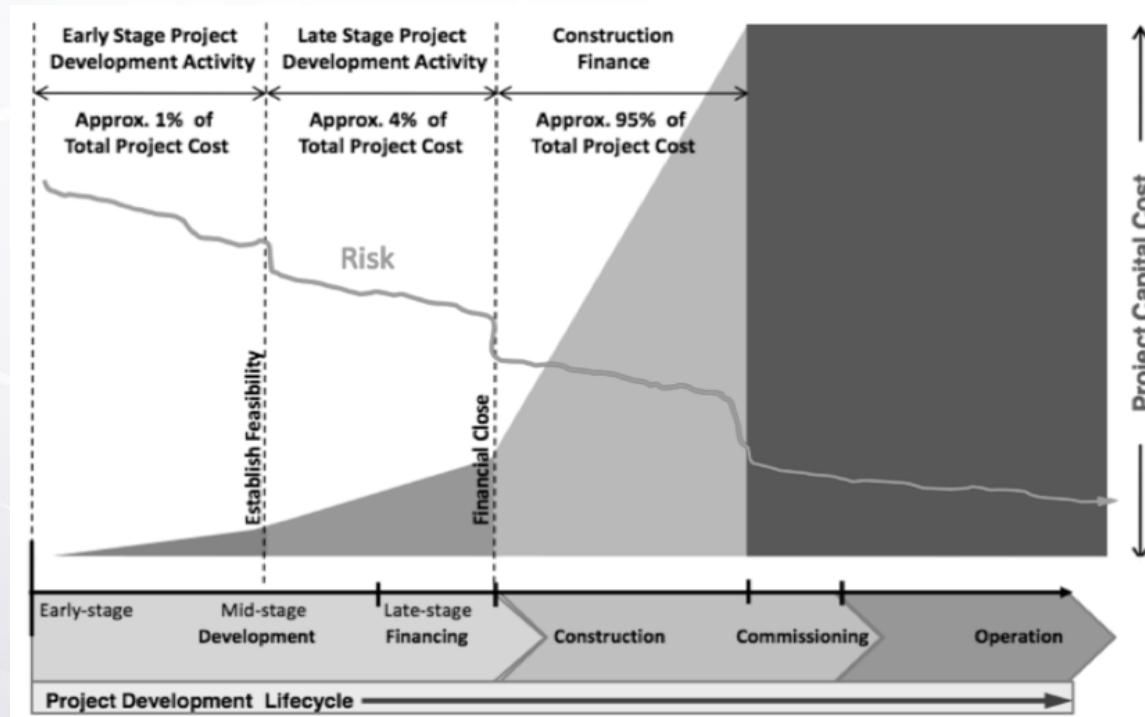 Early Stage Project
Development Activity
Late Stage Project
Development Activity
Construction
Finance
Approx. 1% of
Total Project Cost
Approx. 4% of
Total Project Cost
Approx. 95% of
Total Project Cost
Risk
Establish Feasibility
Financial Close
Project Capital Cost
Early-stage
Mid-stage
Development
Late-stage
Financing
Construction
Commissioning
Operation
Project Development Lifecycle